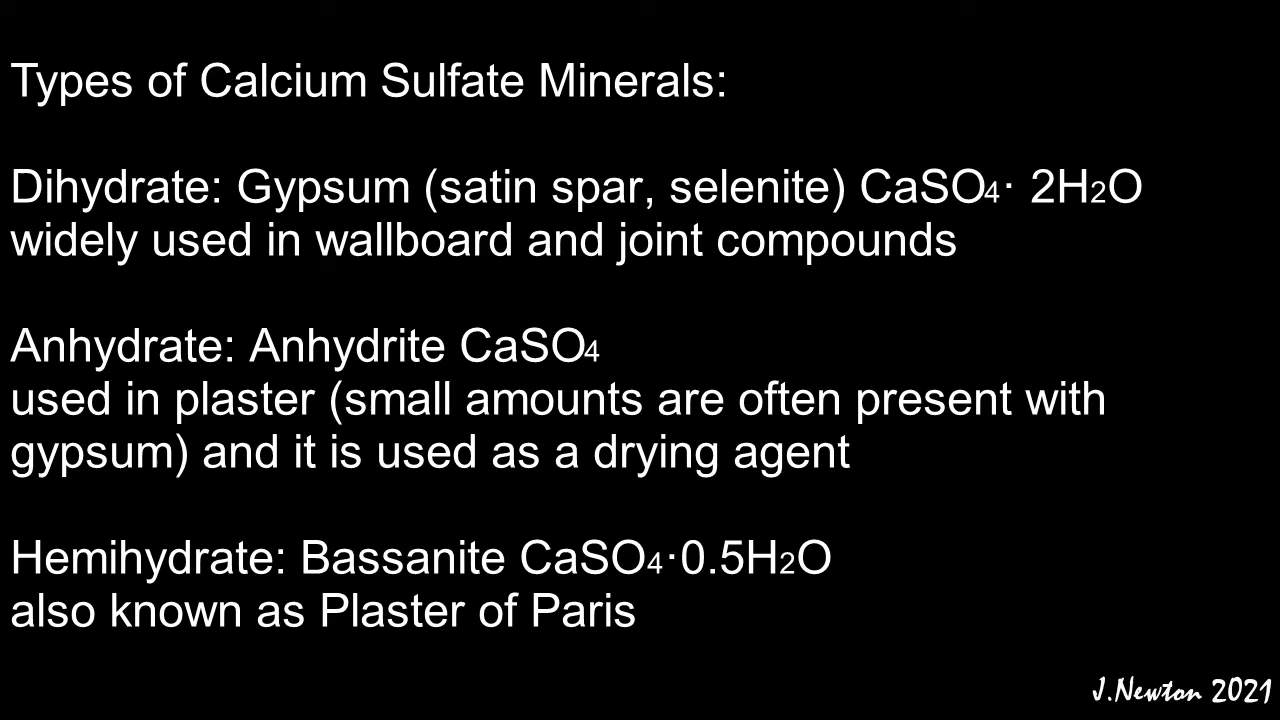 Types of Calcium Sulfate Minerals:
Dihydrate: Gypsum (satin spar, selenite) CaSO₄· 2H₂O
widely used in wallboard and joint compounds
Anhydrate: Anhydrite CaSO₄
used in plaster (small amounts are often present with
gypsum) and it is used as a drying agent
Hemihydrate: Bassanite CaSO₄·0.5H₂O
also known as Plaster of Paris
J.Newton 2021